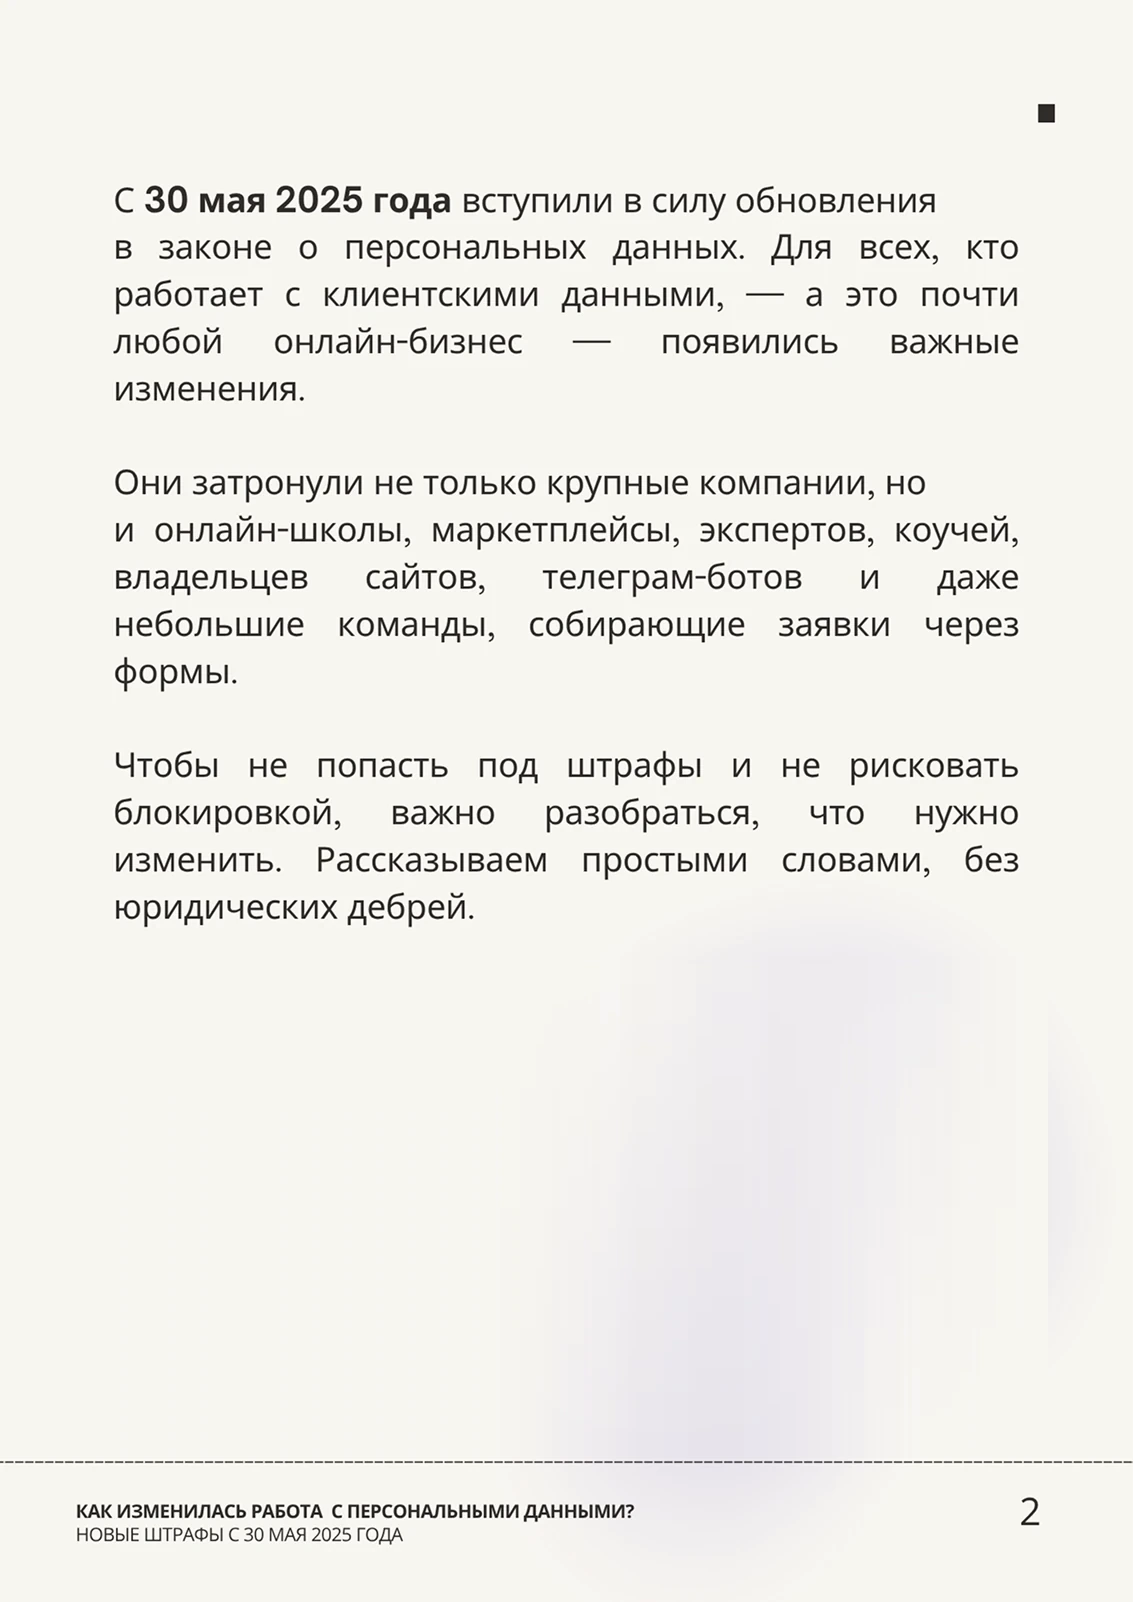 С 30 мая 2025 года вступили в силу обновления
в законе о персональных данных. Для всех, кто
работает с клиентскими данными, — а это почти
любой онлайн-бизнес — появились важные
изменения.
Они затронули не только крупные компании, но
и онлайн-школы, маркетплейсы, экспертов, коучей,
владельцев сайтов, телеграм-ботов и даже
небольшие команды, собирающие заявки через
формы.
Чтобы не попасть под штрафы и не рисковать
блокировкой, важно разобраться, что нужно
изменить. Рассказываем простыми словами, без
юридических дебрей.
КАК ИЗМЕНИЛАСЬ РАБОТА С ПЕРСОНАЛЬНЫМИ ДАННЫМИ?
НОВЫЕ ШТРАФЫ С 30 МАЯ 2025 ГОДА
2